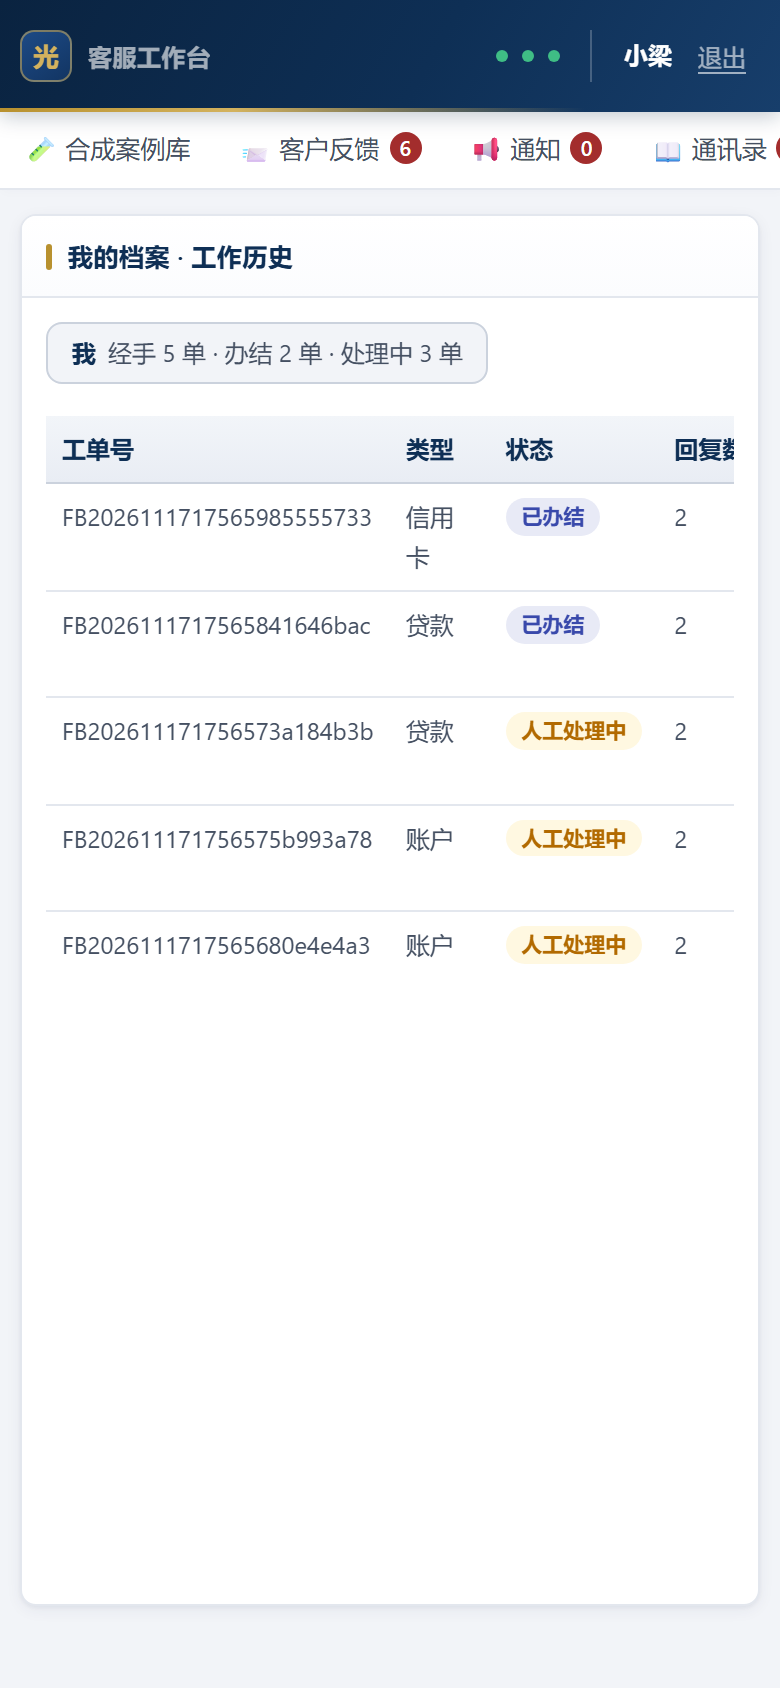 光 客服工作台 小梁 退出
合成案例库 客户反馈 6 通知 0 通讯录
我的档案 · 工作历史
我 经手 5 单 · 办结 2 单 · 处理中 3 单
工单号 类型 状态 回复数
FB2026111717565985555733 信用卡 已办结 2
FB2026111717565841646bac 贷款 已办结 2
FB202611171756573a184b3b 贷款 人工处理中 2
FB202611171756575b993a78 账户 人工处理中 2
FB2026111717565680e4e4a3 账户 人工处理中 2